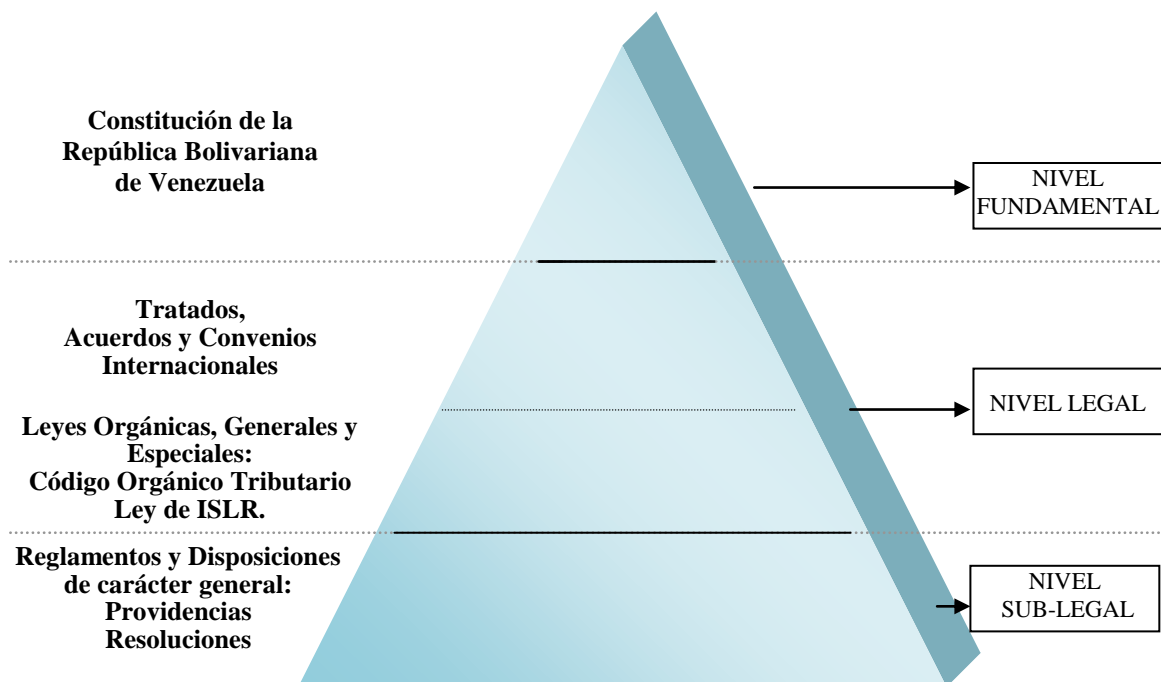 Constitución de la
República Bolivariana
de Venezuela
NIVEL
FUNDAMENTAL
Tratados,
Acuerdos y Convenios
Internacionales
NIVEL LEGAL
Leyes Orgánicas, Generales y
Especiales:
Código Orgánico Tributario
Ley de ISLR.
Reglamentos y Disposiciones
de carácter general:
Providencias
Resoluciones
NIVEL
SUB-LEGAL